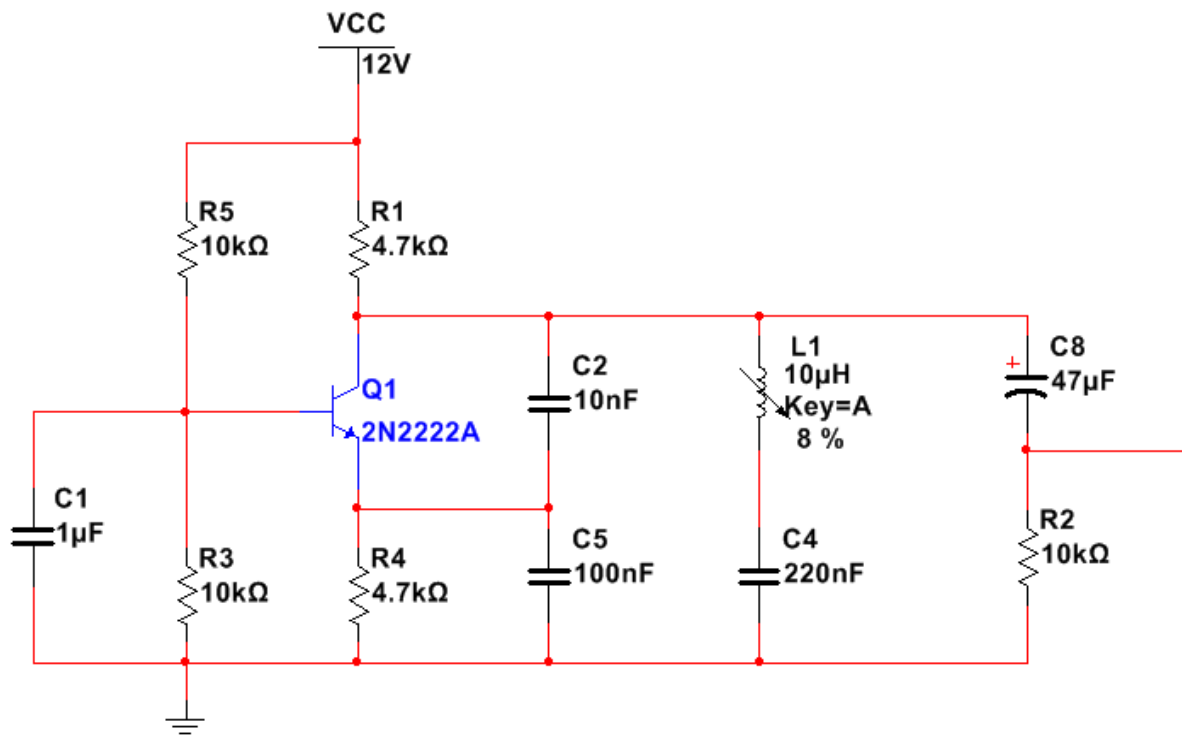 VCC
12V
R5
10kΩ
R1
4.7kΩ
C2
10nF
L1
10µH
Key=A
8 %
C8
+
47µF
Q1
2N2222A
C1
1µF
R3
10kΩ
R4
4.7kΩ
C5
100nF
C4
220nF
R2
10kΩ